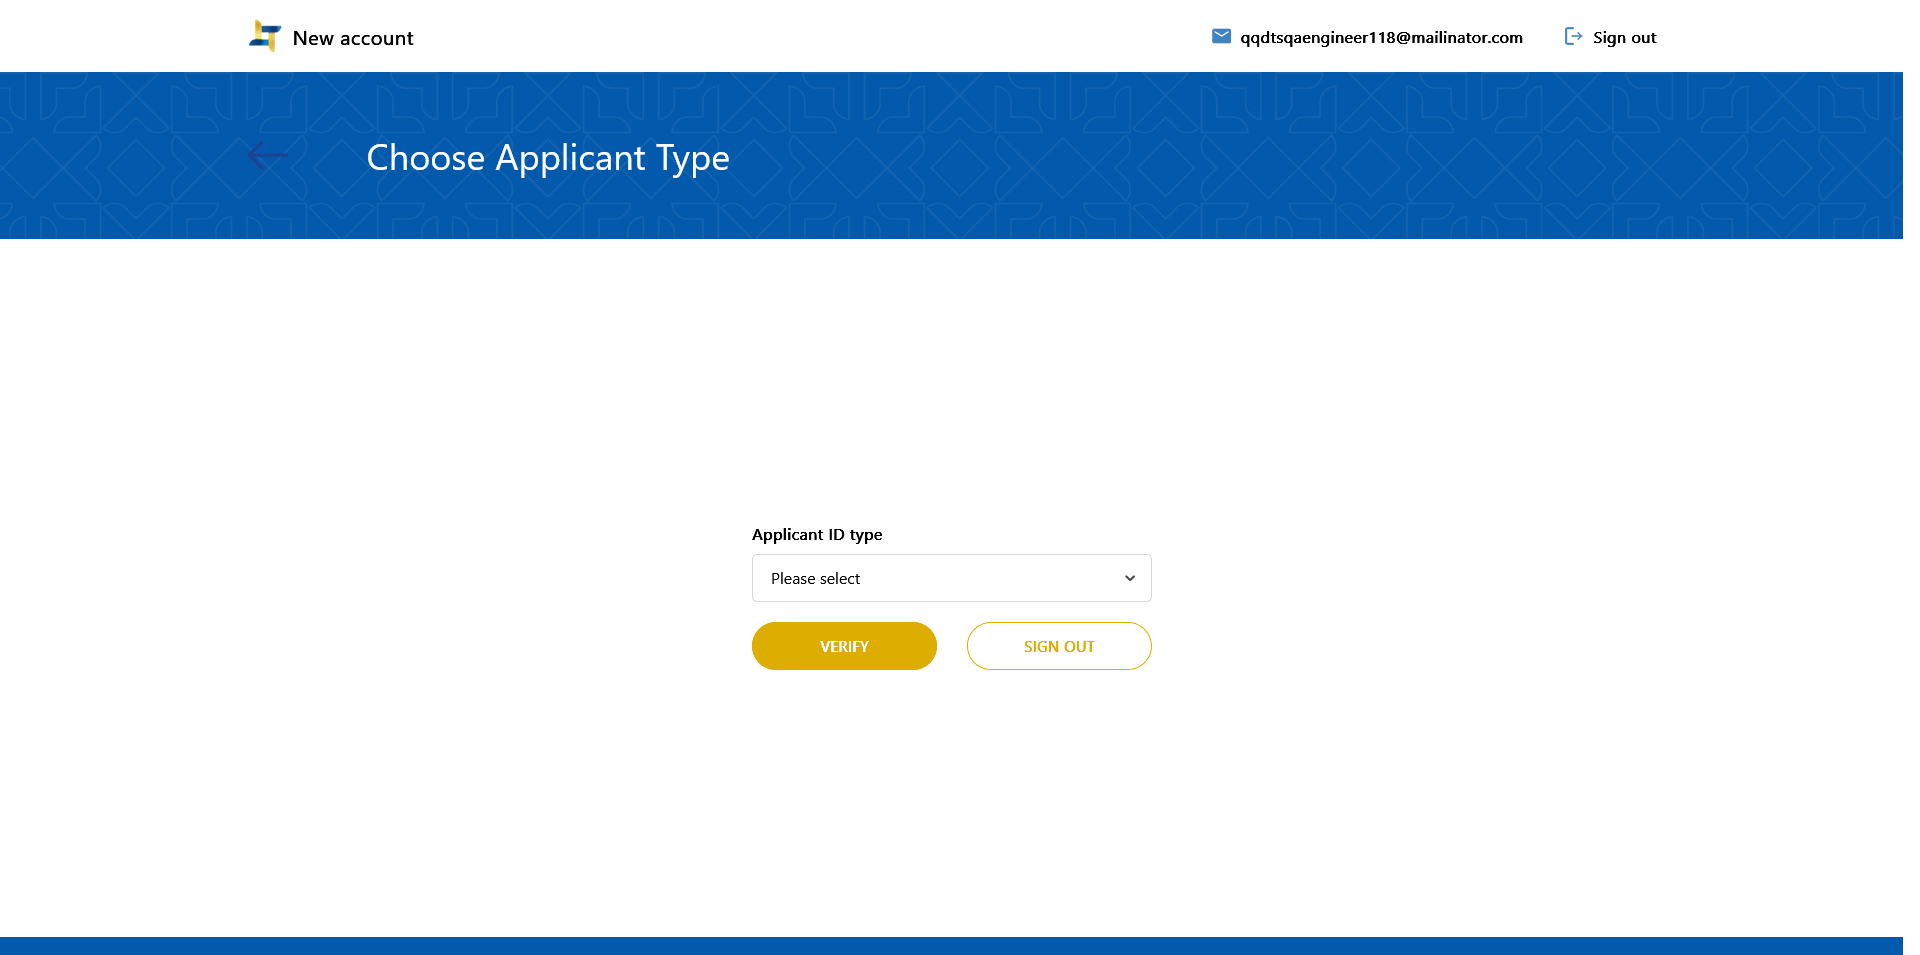 New account
qqdtsqaengineer118@mailinator.com
Sign out
Choose Applicant Type
Applicant ID type
Please select
VERIFY
SIGN OUT